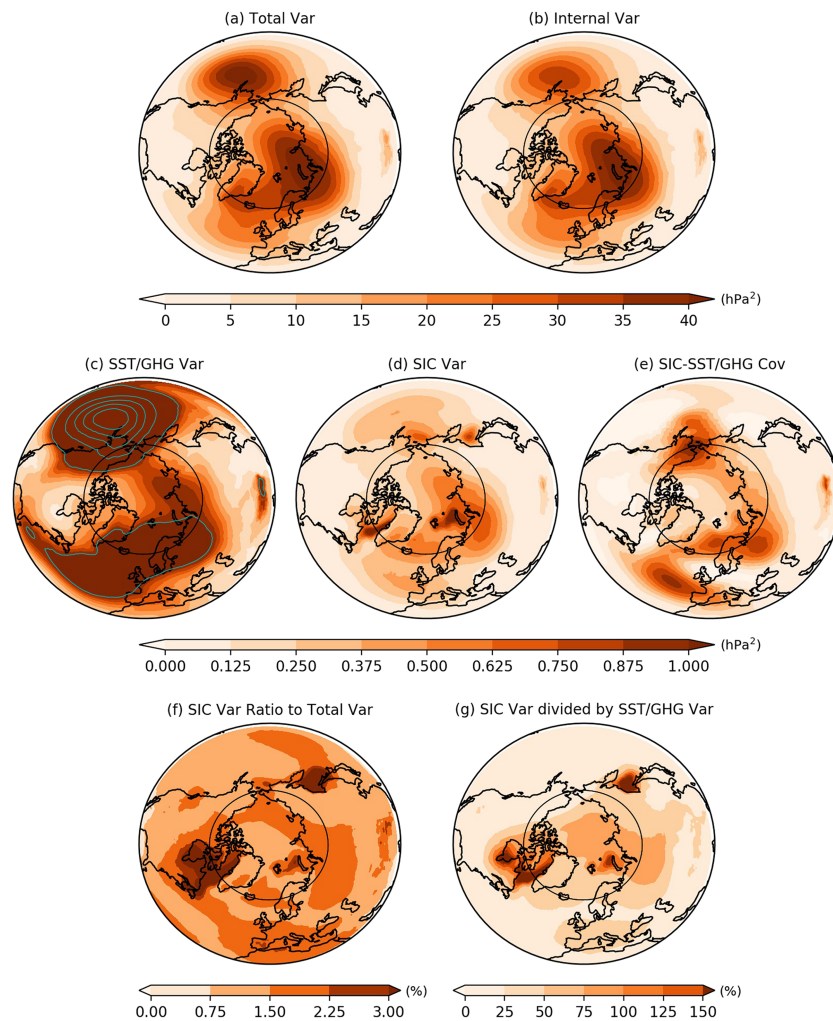 (a) Total Var
(b) Internal Var
0 5 10 15 20 25 30 35 40 (hPa²)
(c) SST/GHG Var
(d) SIC Var
(e) SIC-SST/GHG Cov
0.000 0.125 0.250 0.375 0.500 0.625 0.750 0.875 1.000 (hPa²)
(f) SIC Var Ratio to Total Var
(g) SIC Var divided by SST/GHG Var
0.00 0.75 1.50 2.25 3.00 (%)
0 25 50 75 100 125 150 (%)